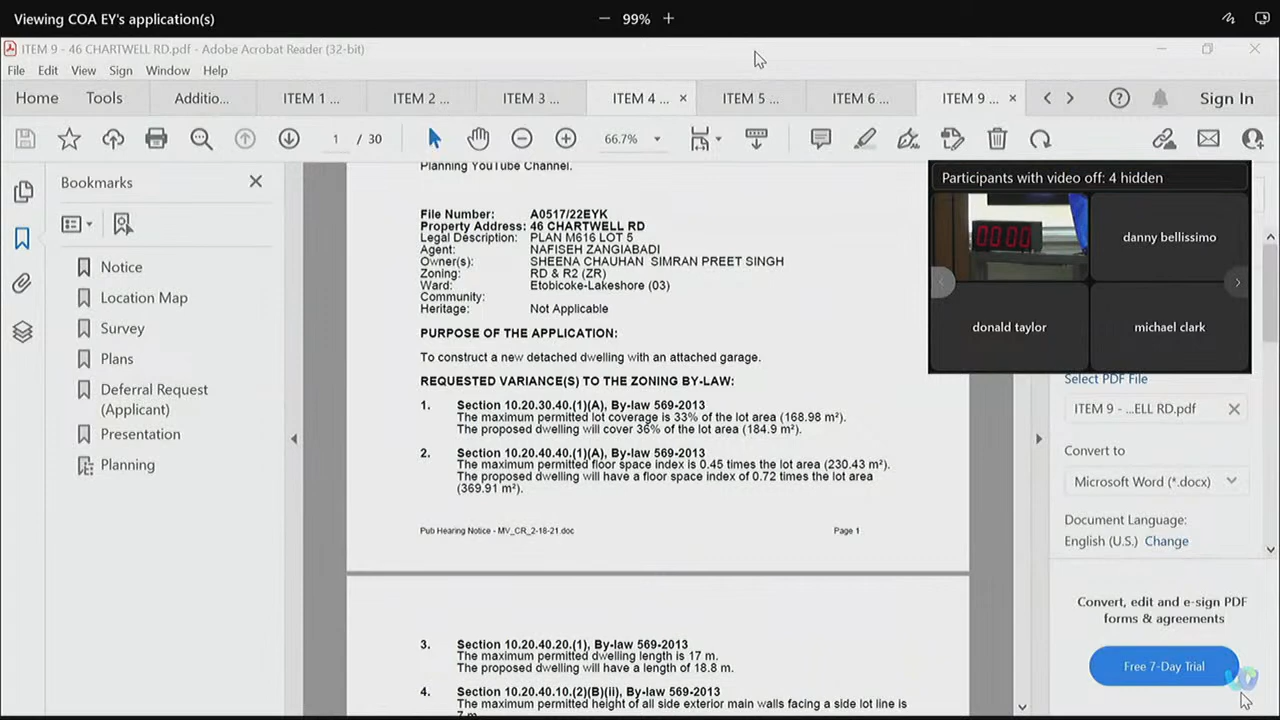 Viewing COA EY's application(s)
99%
ITEM 9 - 46 CHARTWELL RD.pdf - Adobe Acrobat Reader (32-bit)
File Edit View Sign Window Help
Home Tools Additio... ITEM 1 ... ITEM 2 ... ITEM 3 ... ITEM 4 ... ITEM 5 ... ITEM 6 ... ITEM 9 ... Sign In
1 / 30 66.7%
Bookmarks
Notice
Location Map
Survey
Plans
Deferral Request
(Applicant)
Presentation
Planning
Planning YouTube Channel.
File Number: A0517/22EYK
Property Address: 46 CHARTWELL RD
Legal Description: PLAN M616 LOT 5
Agent: NAFISEH ZANGIABADI
Owner(s): SHEENA CHAUHAN SIMRAN PREET SINGH
Zoning: RD & R2 (ZR)
Ward: Etobicoke-Lakeshore (03)
Community:
Heritage: Not Applicable
PURPOSE OF THE APPLICATION:
To construct a new detached dwelling with an attached garage.
REQUESTED VARIANCE(S) TO THE ZONING BY-LAW:
1. Section 10.20.30.40.(1)(A), By-law 569-2013
The maximum permitted lot coverage is 33% of the lot area (168.98 m²).
The proposed dwelling will cover 36% of the lot area (184.9 m²).
2. Section 10.20.40.40.(1)(A), By-law 569-2013
The maximum permitted floor space index is 0.45 times the lot area (230.43 m²).
The proposed dwelling will have a floor space index of 0.72 times the lot area
(369.91 m²).
Pub Hearing Notice - MV_CR_2-18-21.doc Page 1
3. Section 10.20.40.20.(1), By-law 569-2013
The maximum permitted dwelling length is 17 m.
The proposed dwelling will have a length of 18.8 m.
4. Section 10.20.40.10.(2)(B)(ii), By-law 569-2013
The maximum permitted height of all side exterior main walls facing a side lot line is
7 m.
Participants with video off: 4 hidden
00:00
danny bellissimo
donald taylor
michael clark
Select PDF File
ITEM 9 - ...ELL RD.pdf
Convert to
Microsoft Word (*.docx)
Document Language:
English (U.S.) Change
Convert, edit and e-sign PDF
forms & agreements
Free 7-Day Trial